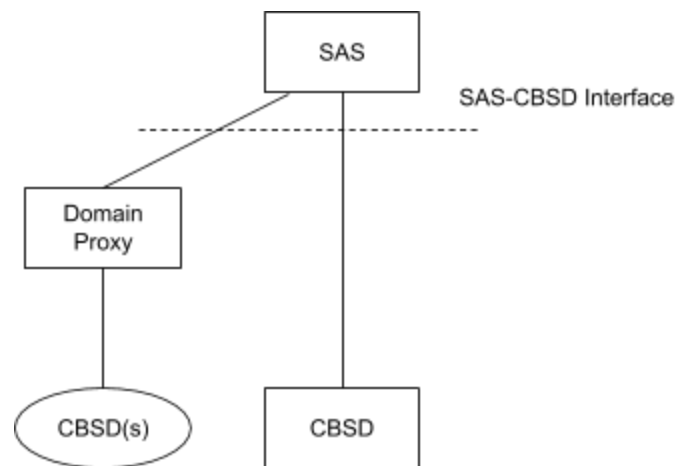 SAS
SAS-CBSD Interface
Domain
Proxy
CBSD(s)
CBSD